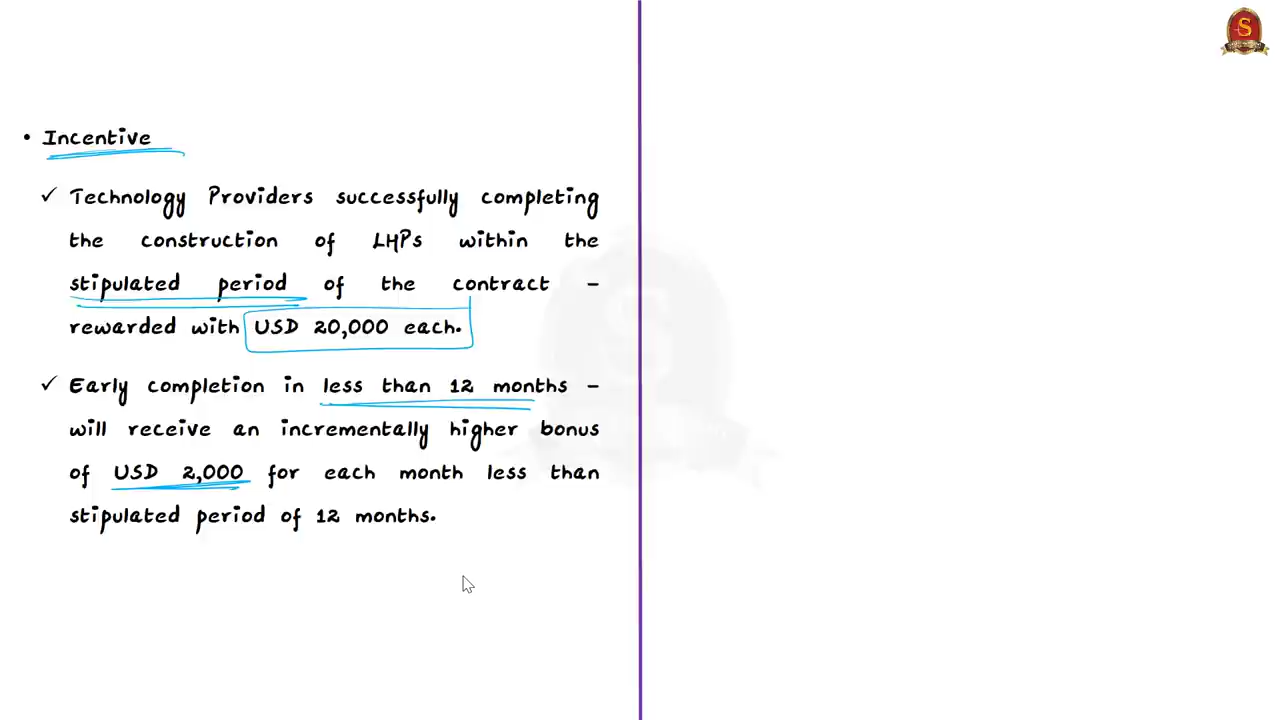 • Incentive
✓ Technology Providers successfully completing
the construction of LHPs within the
stipulated period of the contract –
rewarded with USD 20,000 each.
✓ Early completion in less than 12 months –
will receive an incrementally higher bonus
of USD 2,000 for each month less than
stipulated period of 12 months.
S